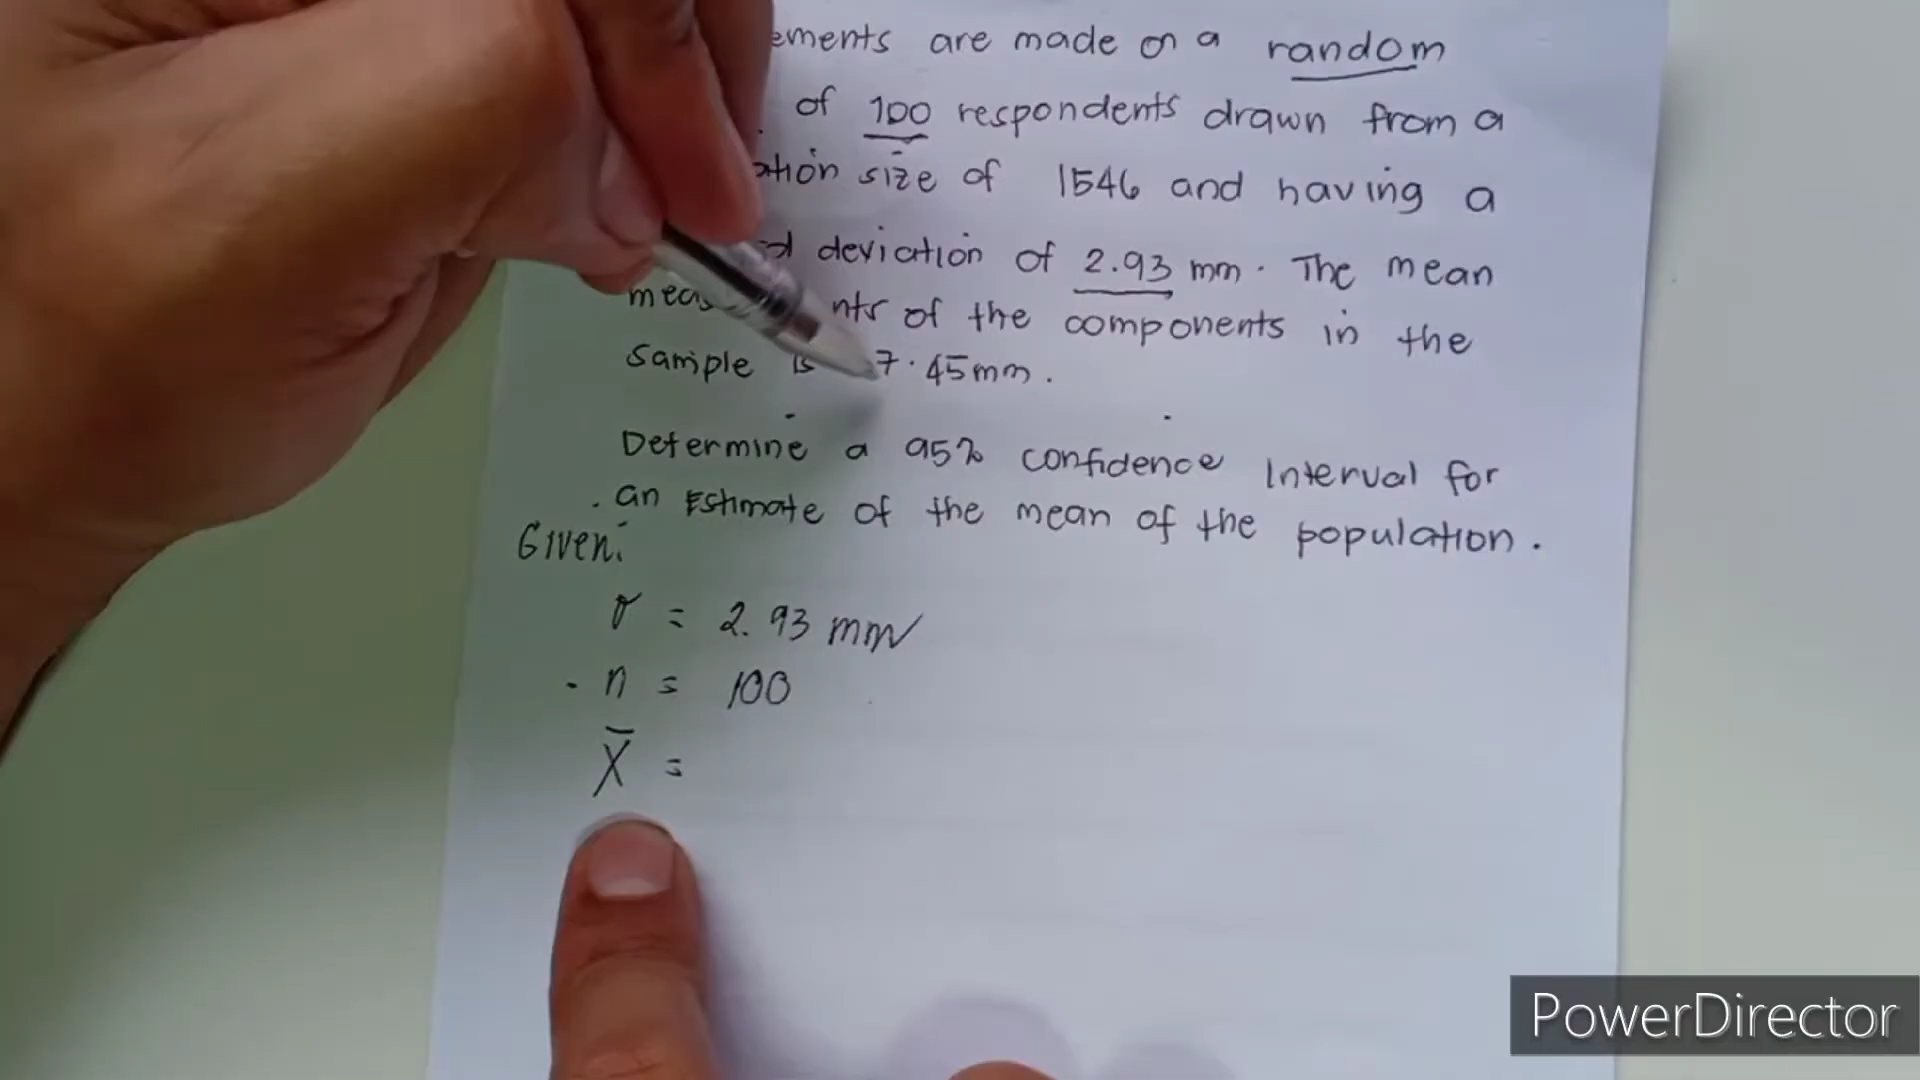 ements are made on a random
of 100 respondents drawn from a
ation size of 1546 and having a
d deviation of 2.93 mm. The mean
meas nts of the components in the
sample is 7.45mm.
Determine a 95% confidence Interval for
an Estimate of the mean of the population.
Given:
σ = 2.93 mm
n = 100
X̄ =
PowerDirector